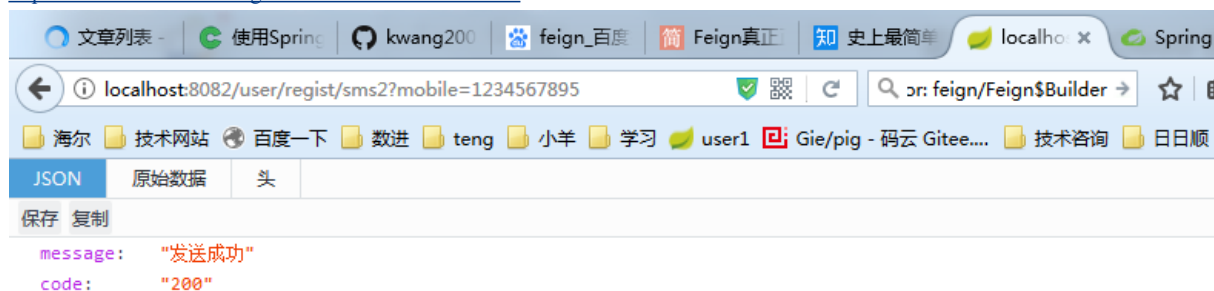 文章列表 - 使用Spring kwang200 feign_百度 Feign真正 史上最简单 localho Spring
localhost:8082/user/regist/sms2?mobile=1234567895 or: feign/Feign$Builder
海尔 技术网站 百度一下 数进 teng 小羊 学习 user1 Gie/pig - 码云 Gitee.... 技术咨询 日日顺
JSON 原始数据 头
保存 复制
message: "发送成功"
code: "200"